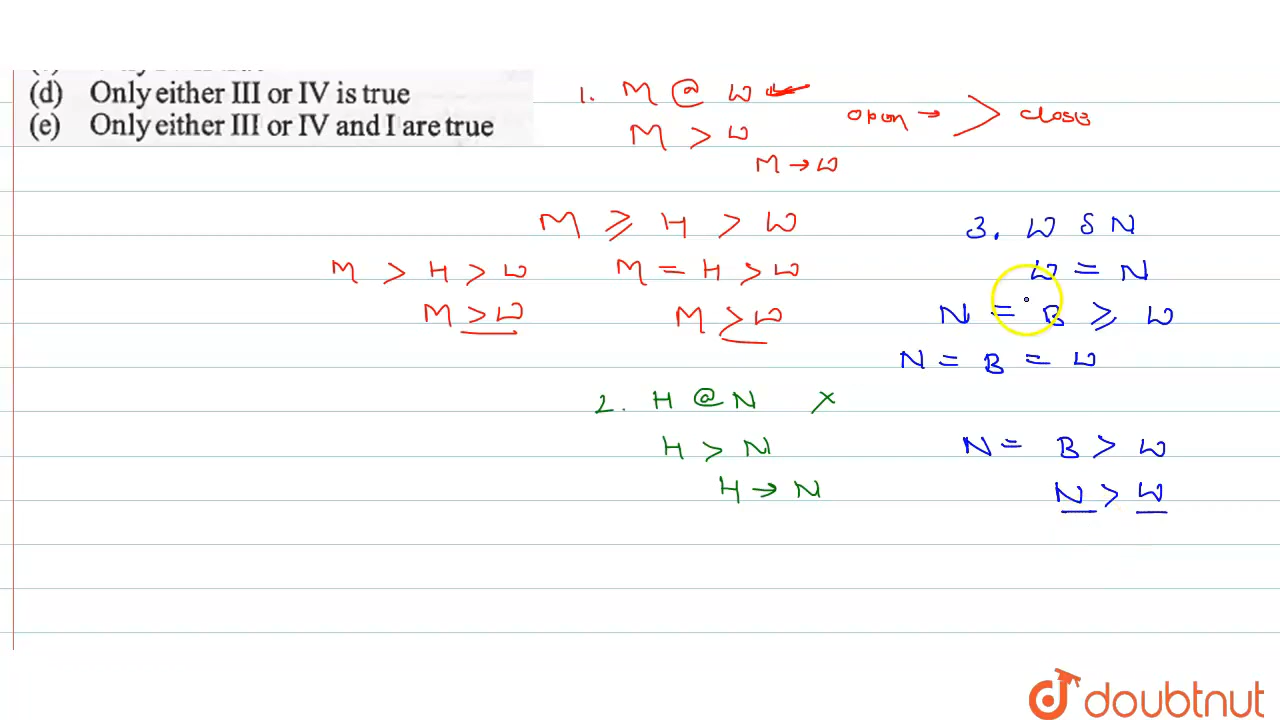 (d) Only either III or IV is true
(e) Only either III or IV and I are true
1. M @ W
M > W
M → W
open → > close
M ⩾ H > W
M > H > W
M > W
M = H > W
M > W
2. H @ N ×
H > N
H → N
3. W δ N
W = N
N = B ⩾ W
N = B = W
N = B > W
N > W
doubtnut